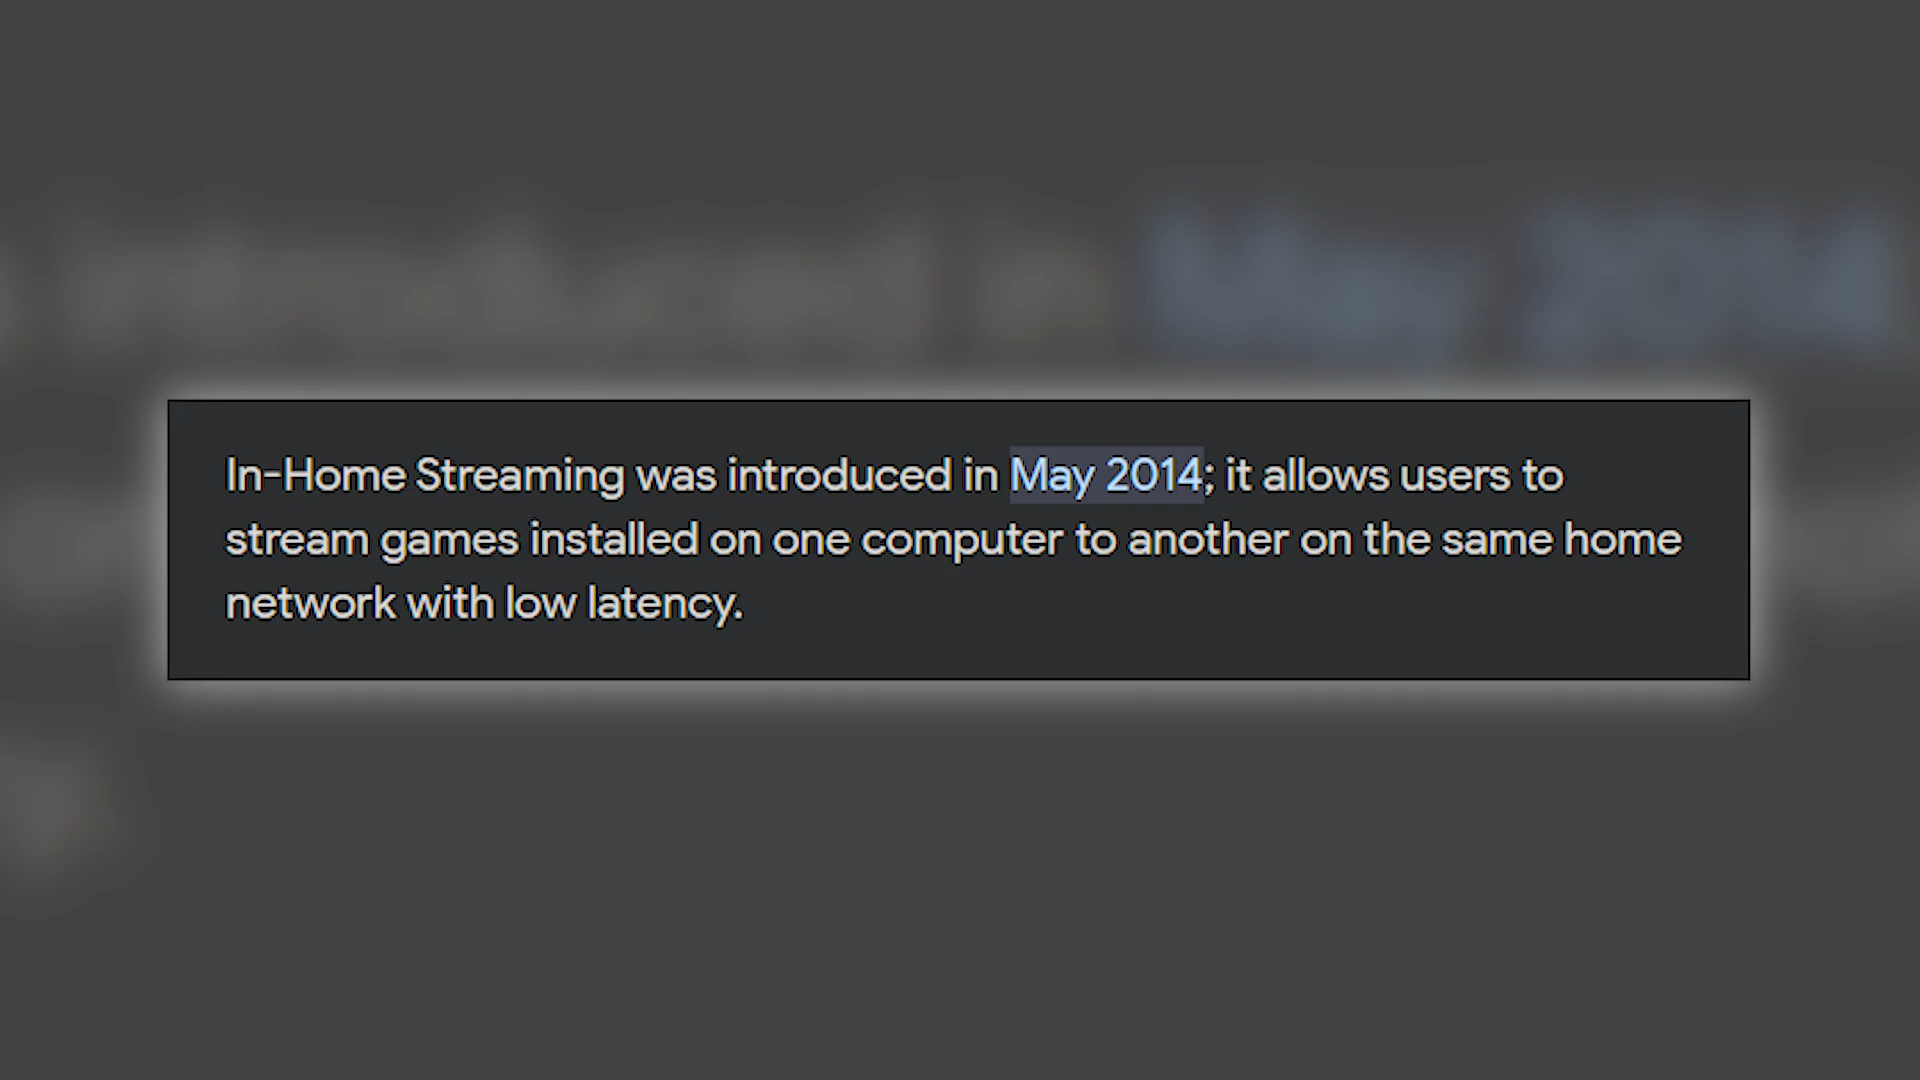 In-Home Streaming was introduced in May 2014; it allows users to
stream games installed on one computer to another on the same home
network with low latency.